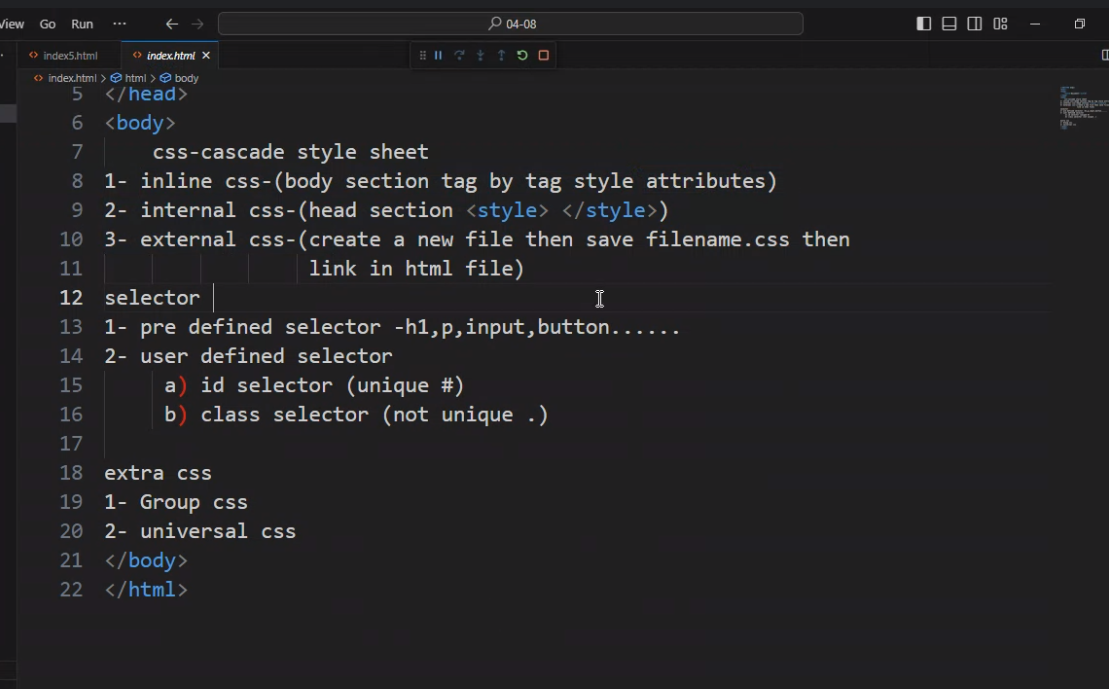 View Go Run ··· ← → 04-08
index5.html index.html ×
index.html > html > body
5 </head>
6 <body>
7 css-cascade style sheet
8 1- inline css-(body section tag by tag style attributes)
9 2- internal css-(head section <style> </style>)
10 3- external css-(create a new file then save filename.css then
11 link in html file)
12 selector
13 1- pre defined selector -h1,p,input,button......
14 2- user defined selector
15 a) id selector (unique #)
16 b) class selector (not unique .)
17
18 extra css
19 1- Group css
20 2- universal css
21 </body>
22 </html>